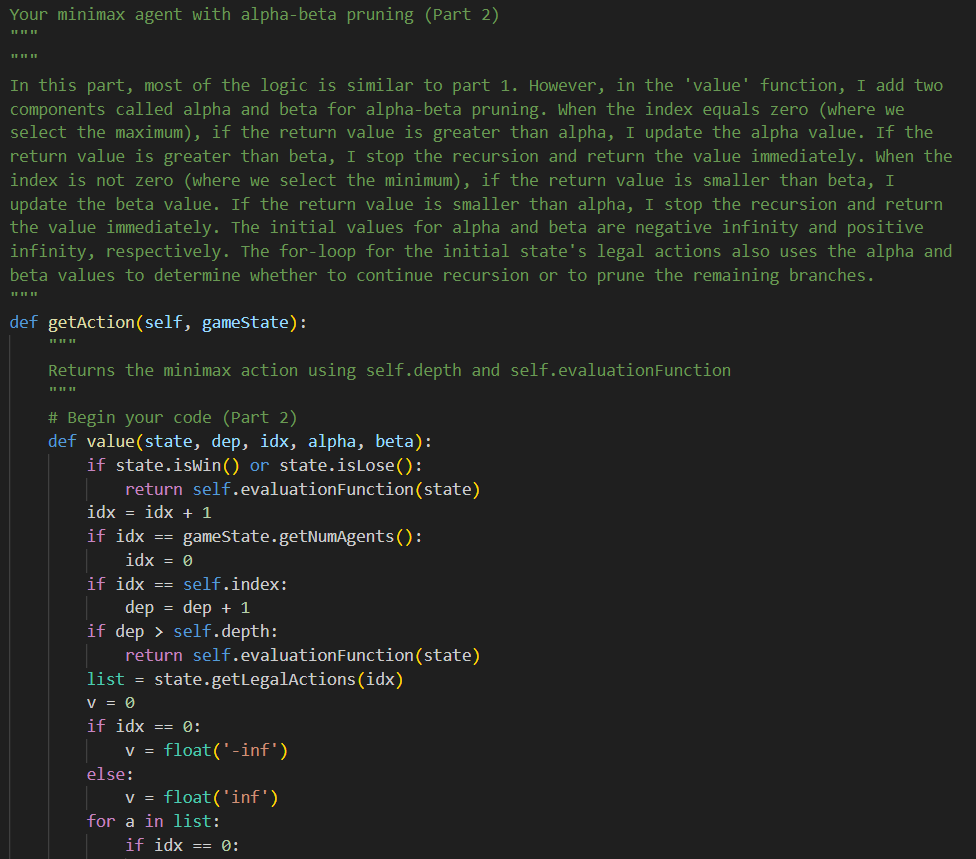 Your minimax agent with alpha-beta pruning (Part 2)
"""
"""
In this part, most of the logic is similar to part 1. However, in the 'value' function, I add two
components called alpha and beta for alpha-beta pruning. When the index equals zero (where we
select the maximum), if the return value is greater than alpha, I update the alpha value. If the
return value is greater than beta, I stop the recursion and return the value immediately. When the
index is not zero (where we select the minimum), if the return value is smaller than beta, I
update the beta value. If the return value is smaller than alpha, I stop the recursion and return
the value immediately. The initial values for alpha and beta are negative infinity and positive
infinity, respectively. The for-loop for the initial state's legal actions also uses the alpha and
beta values to determine whether to continue recursion or to prune the remaining branches.
"""
def getAction(self, gameState):
    """
    Returns the minimax action using self.depth and self.evaluationFunction
    """
    # Begin your code (Part 2)
    def value(state, dep, idx, alpha, beta):
        if state.isWin() or state.isLose():
            return self.evaluationFunction(state)
        idx = idx + 1
        if idx == gameState.getNumAgents():
            idx = 0
        if idx == self.index:
            dep = dep + 1
        if dep > self.depth:
            return self.evaluationFunction(state)
        list = state.getLegalActions(idx)
        v = 0
        if idx == 0:
            v = float('-inf')
        else:
            v = float('inf')
        for a in list:
            if idx == 0: